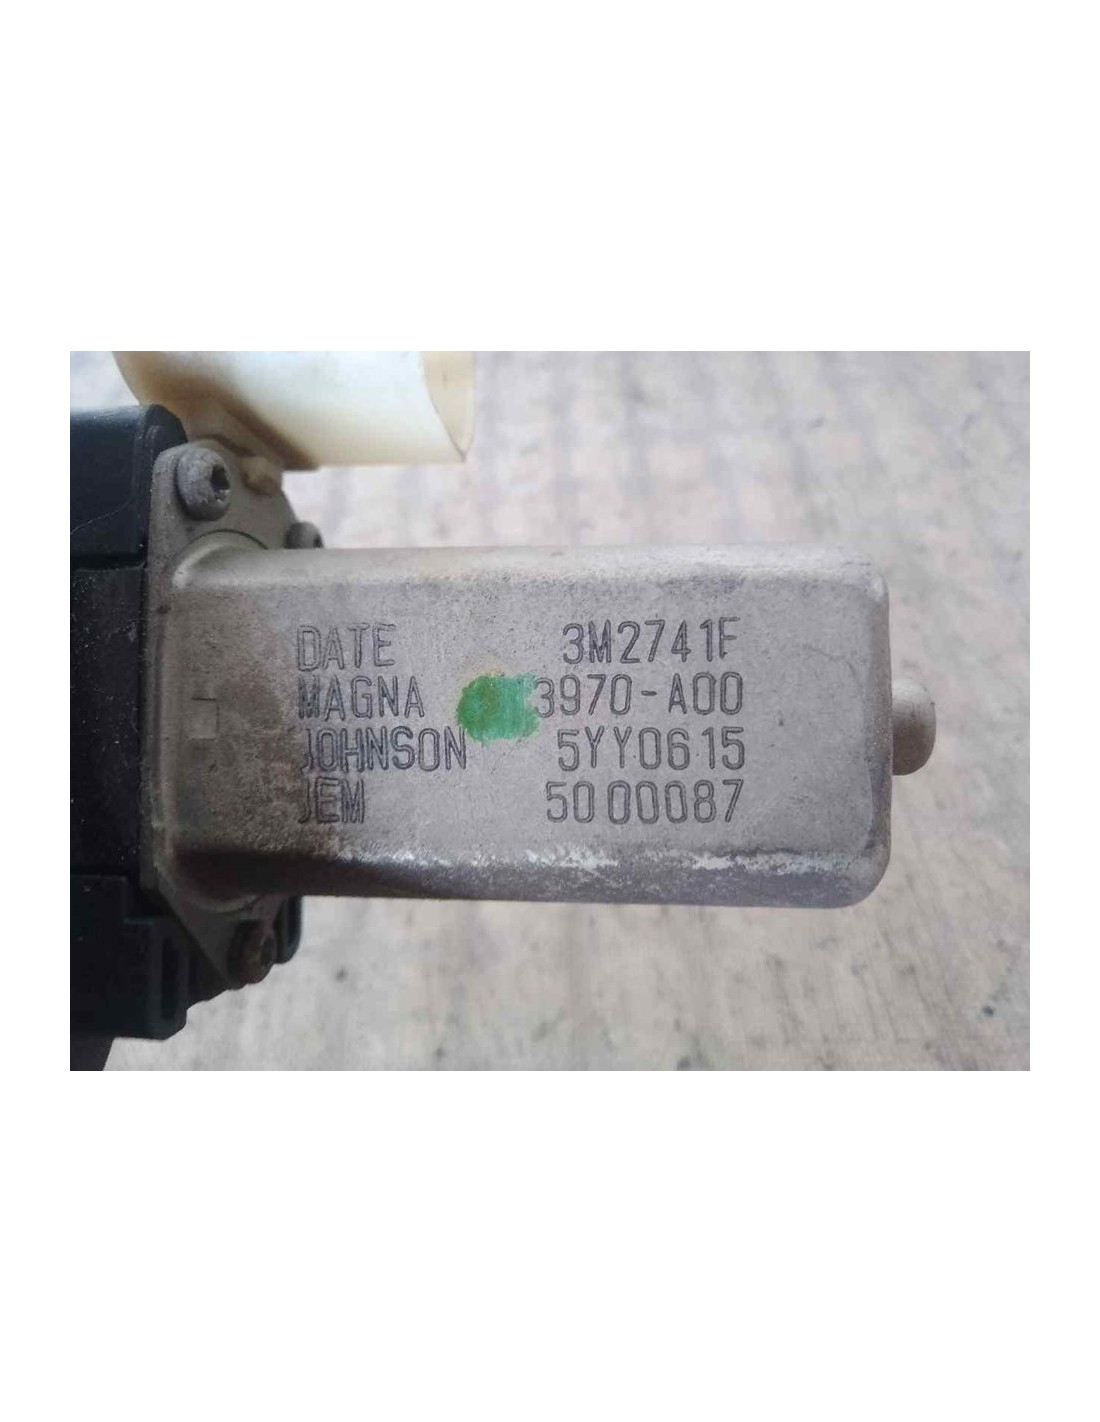 DATE 3M2741F
MAGNA 3970-A00
JOHNSON 5YY0615
JEM 5000087